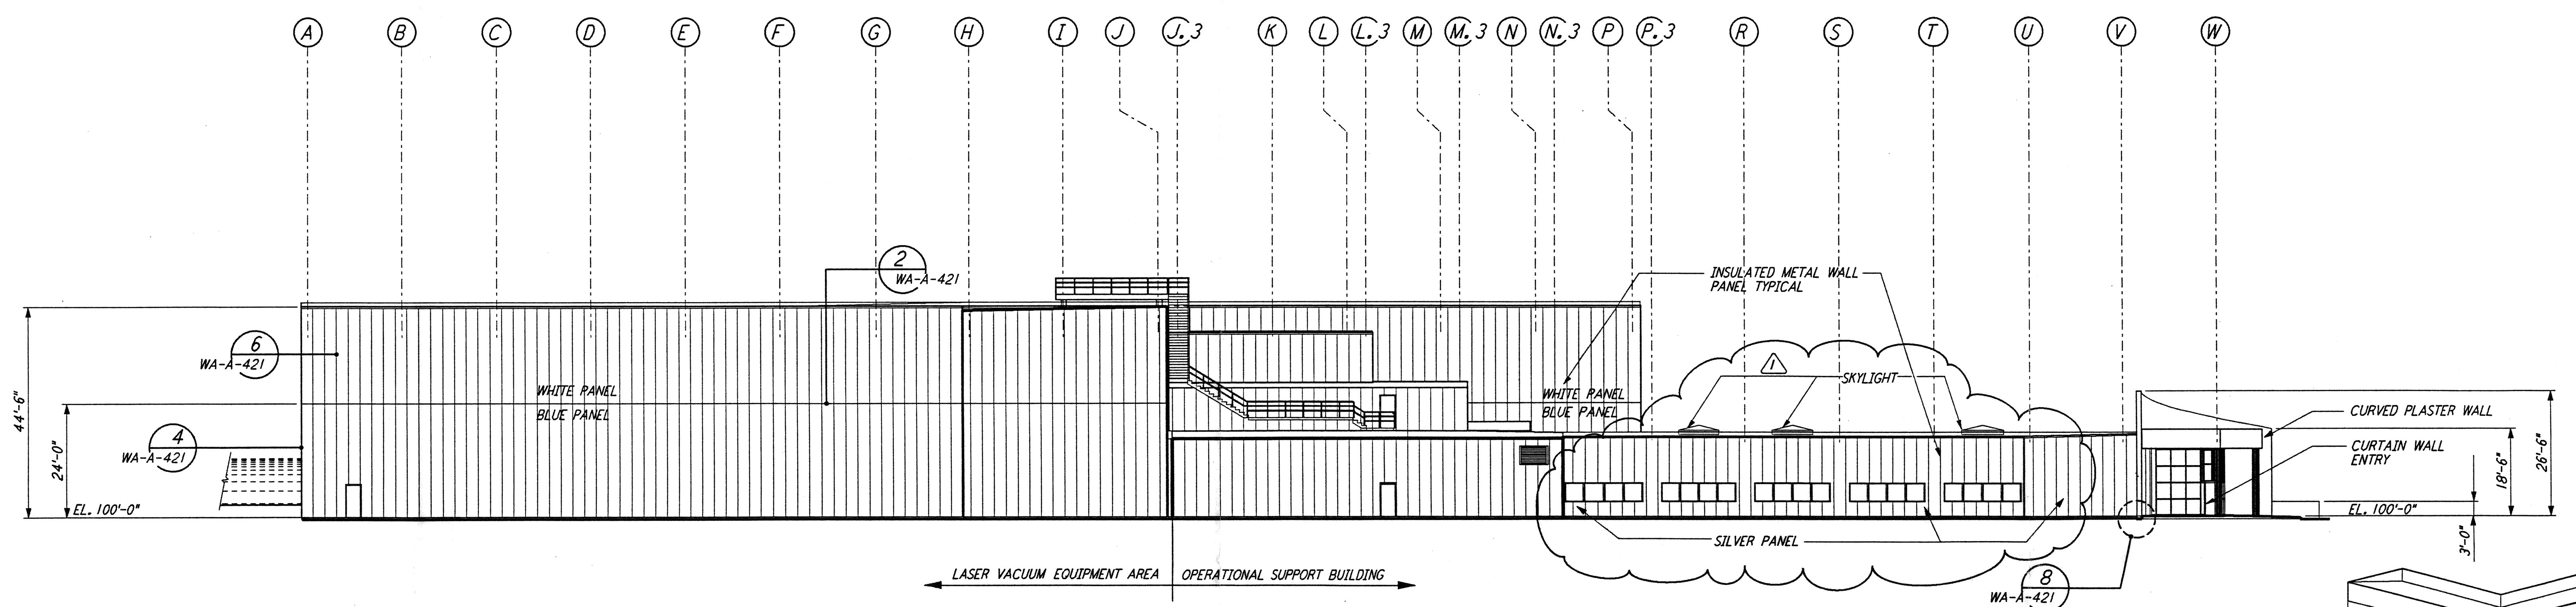 A B C D E F G H I J J.3 K L L.3 M M.3 N N.3 P P.3 R S T U V W
2
WA-A-421
INSULATED METAL WALL
PANEL TYPICAL
6
WA-A-421
1
SKYLIGHT
WHITE PANEL
BLUE PANEL
WHITE PANEL
BLUE PANEL
44'-6"
24'-0"
4
WA-A-421
CURVED PLASTER WALL
CURTAIN WALL
ENTRY
18'-6"
26'-6"
EL. 100'-0"
EL. 100'-0"
3'-0"
SILVER PANEL
LASER VACUUM EQUIPMENT AREA
OPERATIONAL SUPPORT BUILDING
8
WA-A-421